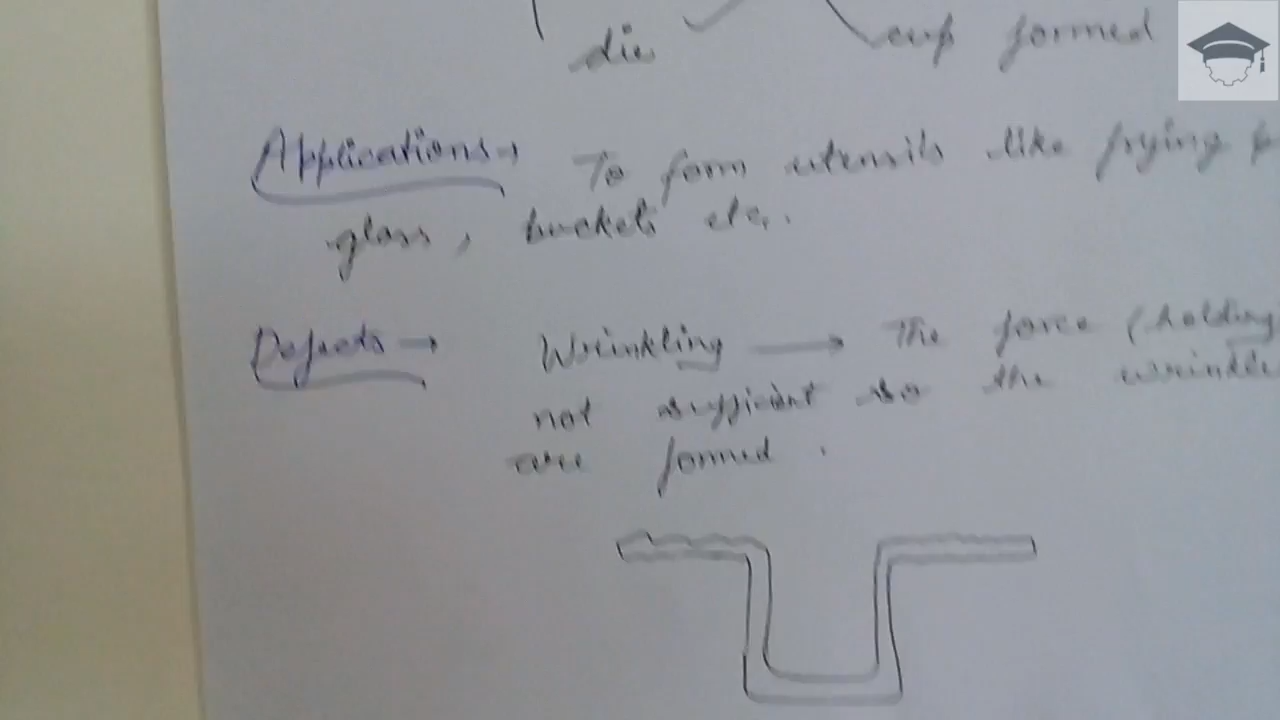 die cup formed
Applications→ To form utensils like frying p
glass, buckets etc.
Defects → Wrinkling → The force (holding
not sufficient so the wrinkle
are formed.